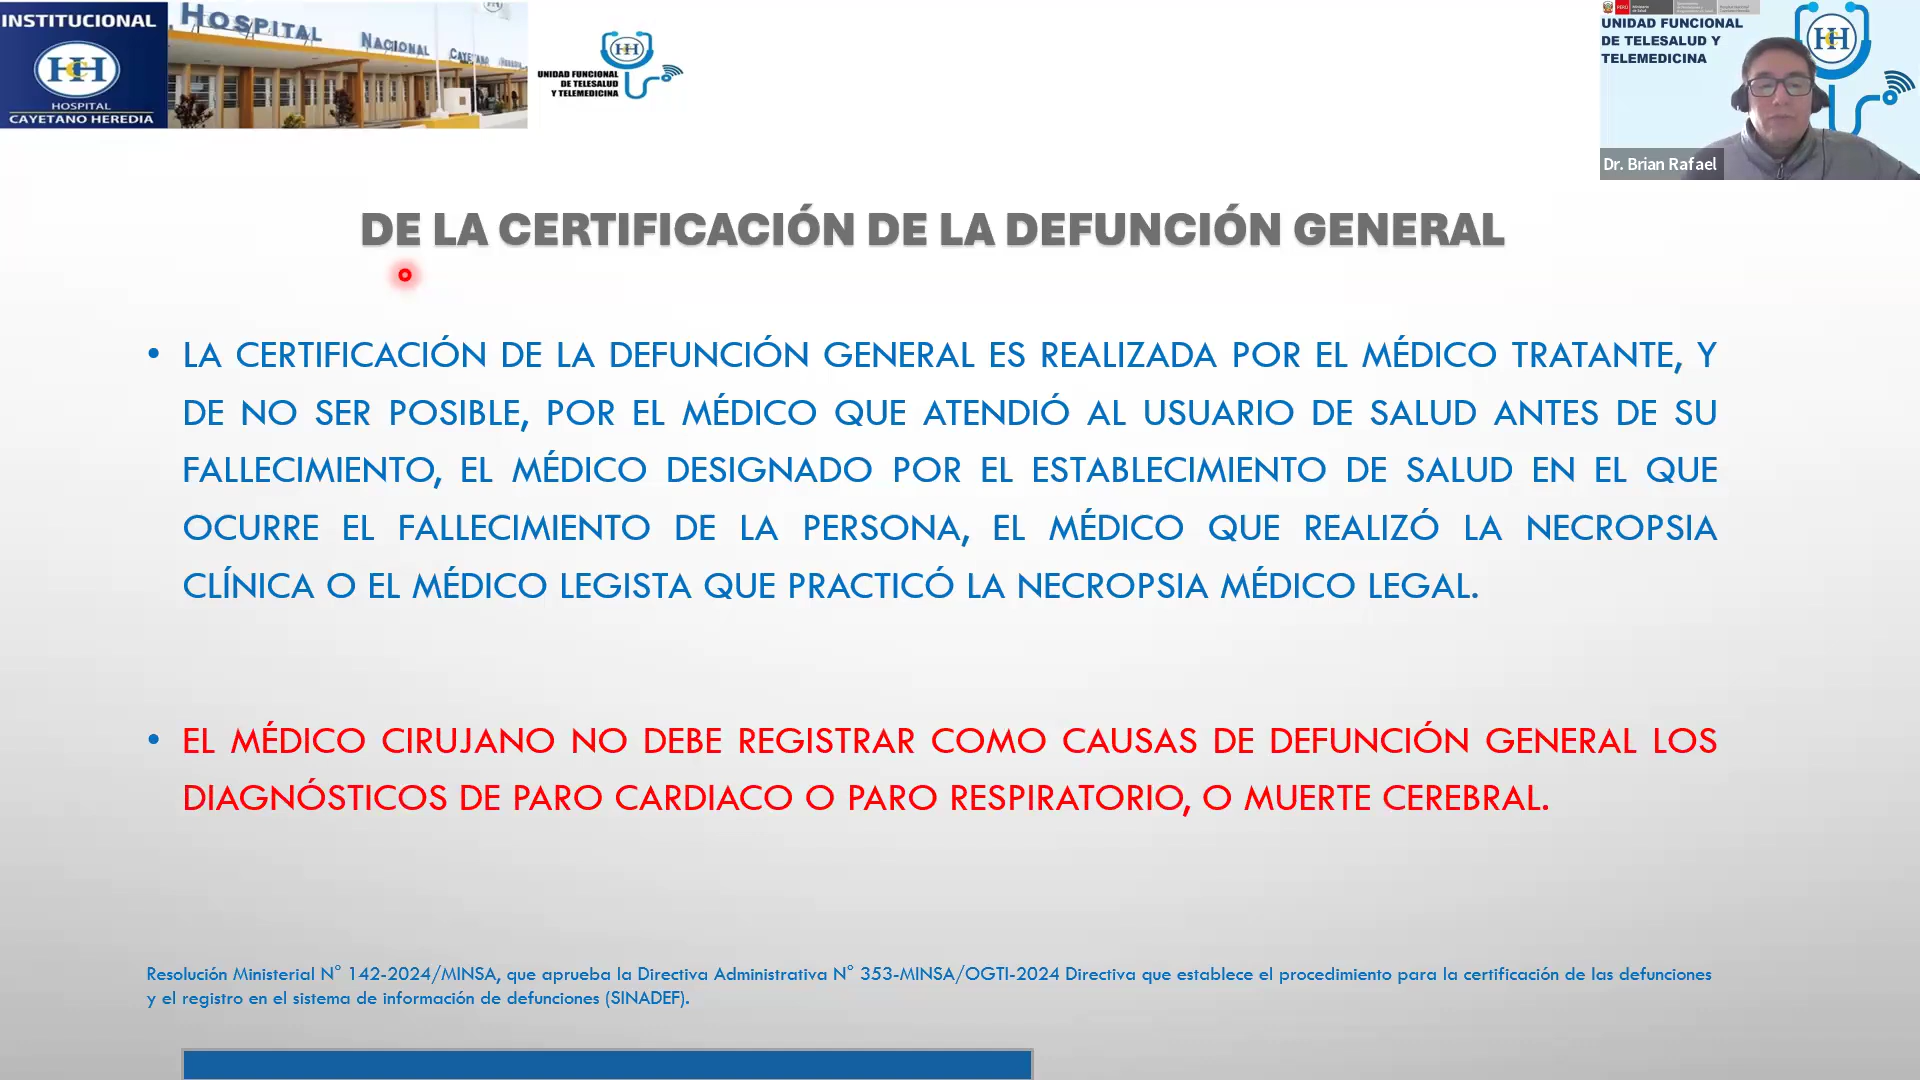 INSTITUCIONAL
HOSPITAL
CAYETANO HEREDIA
HOSPITAL NACIONAL CAYETANO HEREDIA
UNIDAD FUNCIONAL
DE TELESALUD
Y TELEMEDICINA
PERÚ
UNIDAD FUNCIONAL
DE TELESALUD Y
TELEMEDICINA
Dr. Brian Rafael
DE LA CERTIFICACIÓN DE LA DEFUNCIÓN GENERAL
• LA CERTIFICACIÓN DE LA DEFUNCIÓN GENERAL ES REALIZADA POR EL MÉDICO TRATANTE, Y
DE NO SER POSIBLE, POR EL MÉDICO QUE ATENDIÓ AL USUARIO DE SALUD ANTES DE SU
FALLECIMIENTO, EL MÉDICO DESIGNADO POR EL ESTABLECIMIENTO DE SALUD EN EL QUE
OCURRE EL FALLECIMIENTO DE LA PERSONA, EL MÉDICO QUE REALIZÓ LA NECROPSIA
CLÍNICA O EL MÉDICO LEGISTA QUE PRACTICÓ LA NECROPSIA MÉDICO LEGAL.
• EL MÉDICO CIRUJANO NO DEBE REGISTRAR COMO CAUSAS DE DEFUNCIÓN GENERAL LOS
DIAGNÓSTICOS DE PARO CARDIACO O PARO RESPIRATORIO, O MUERTE CEREBRAL.
Resolución Ministerial N° 142-2024/MINSA, que aprueba la Directiva Administrativa N° 353-MINSA/OGTI-2024 Directiva que establece el procedimiento para la certificación de las defunciones
y el registro en el sistema de información de defunciones (SINADEF).